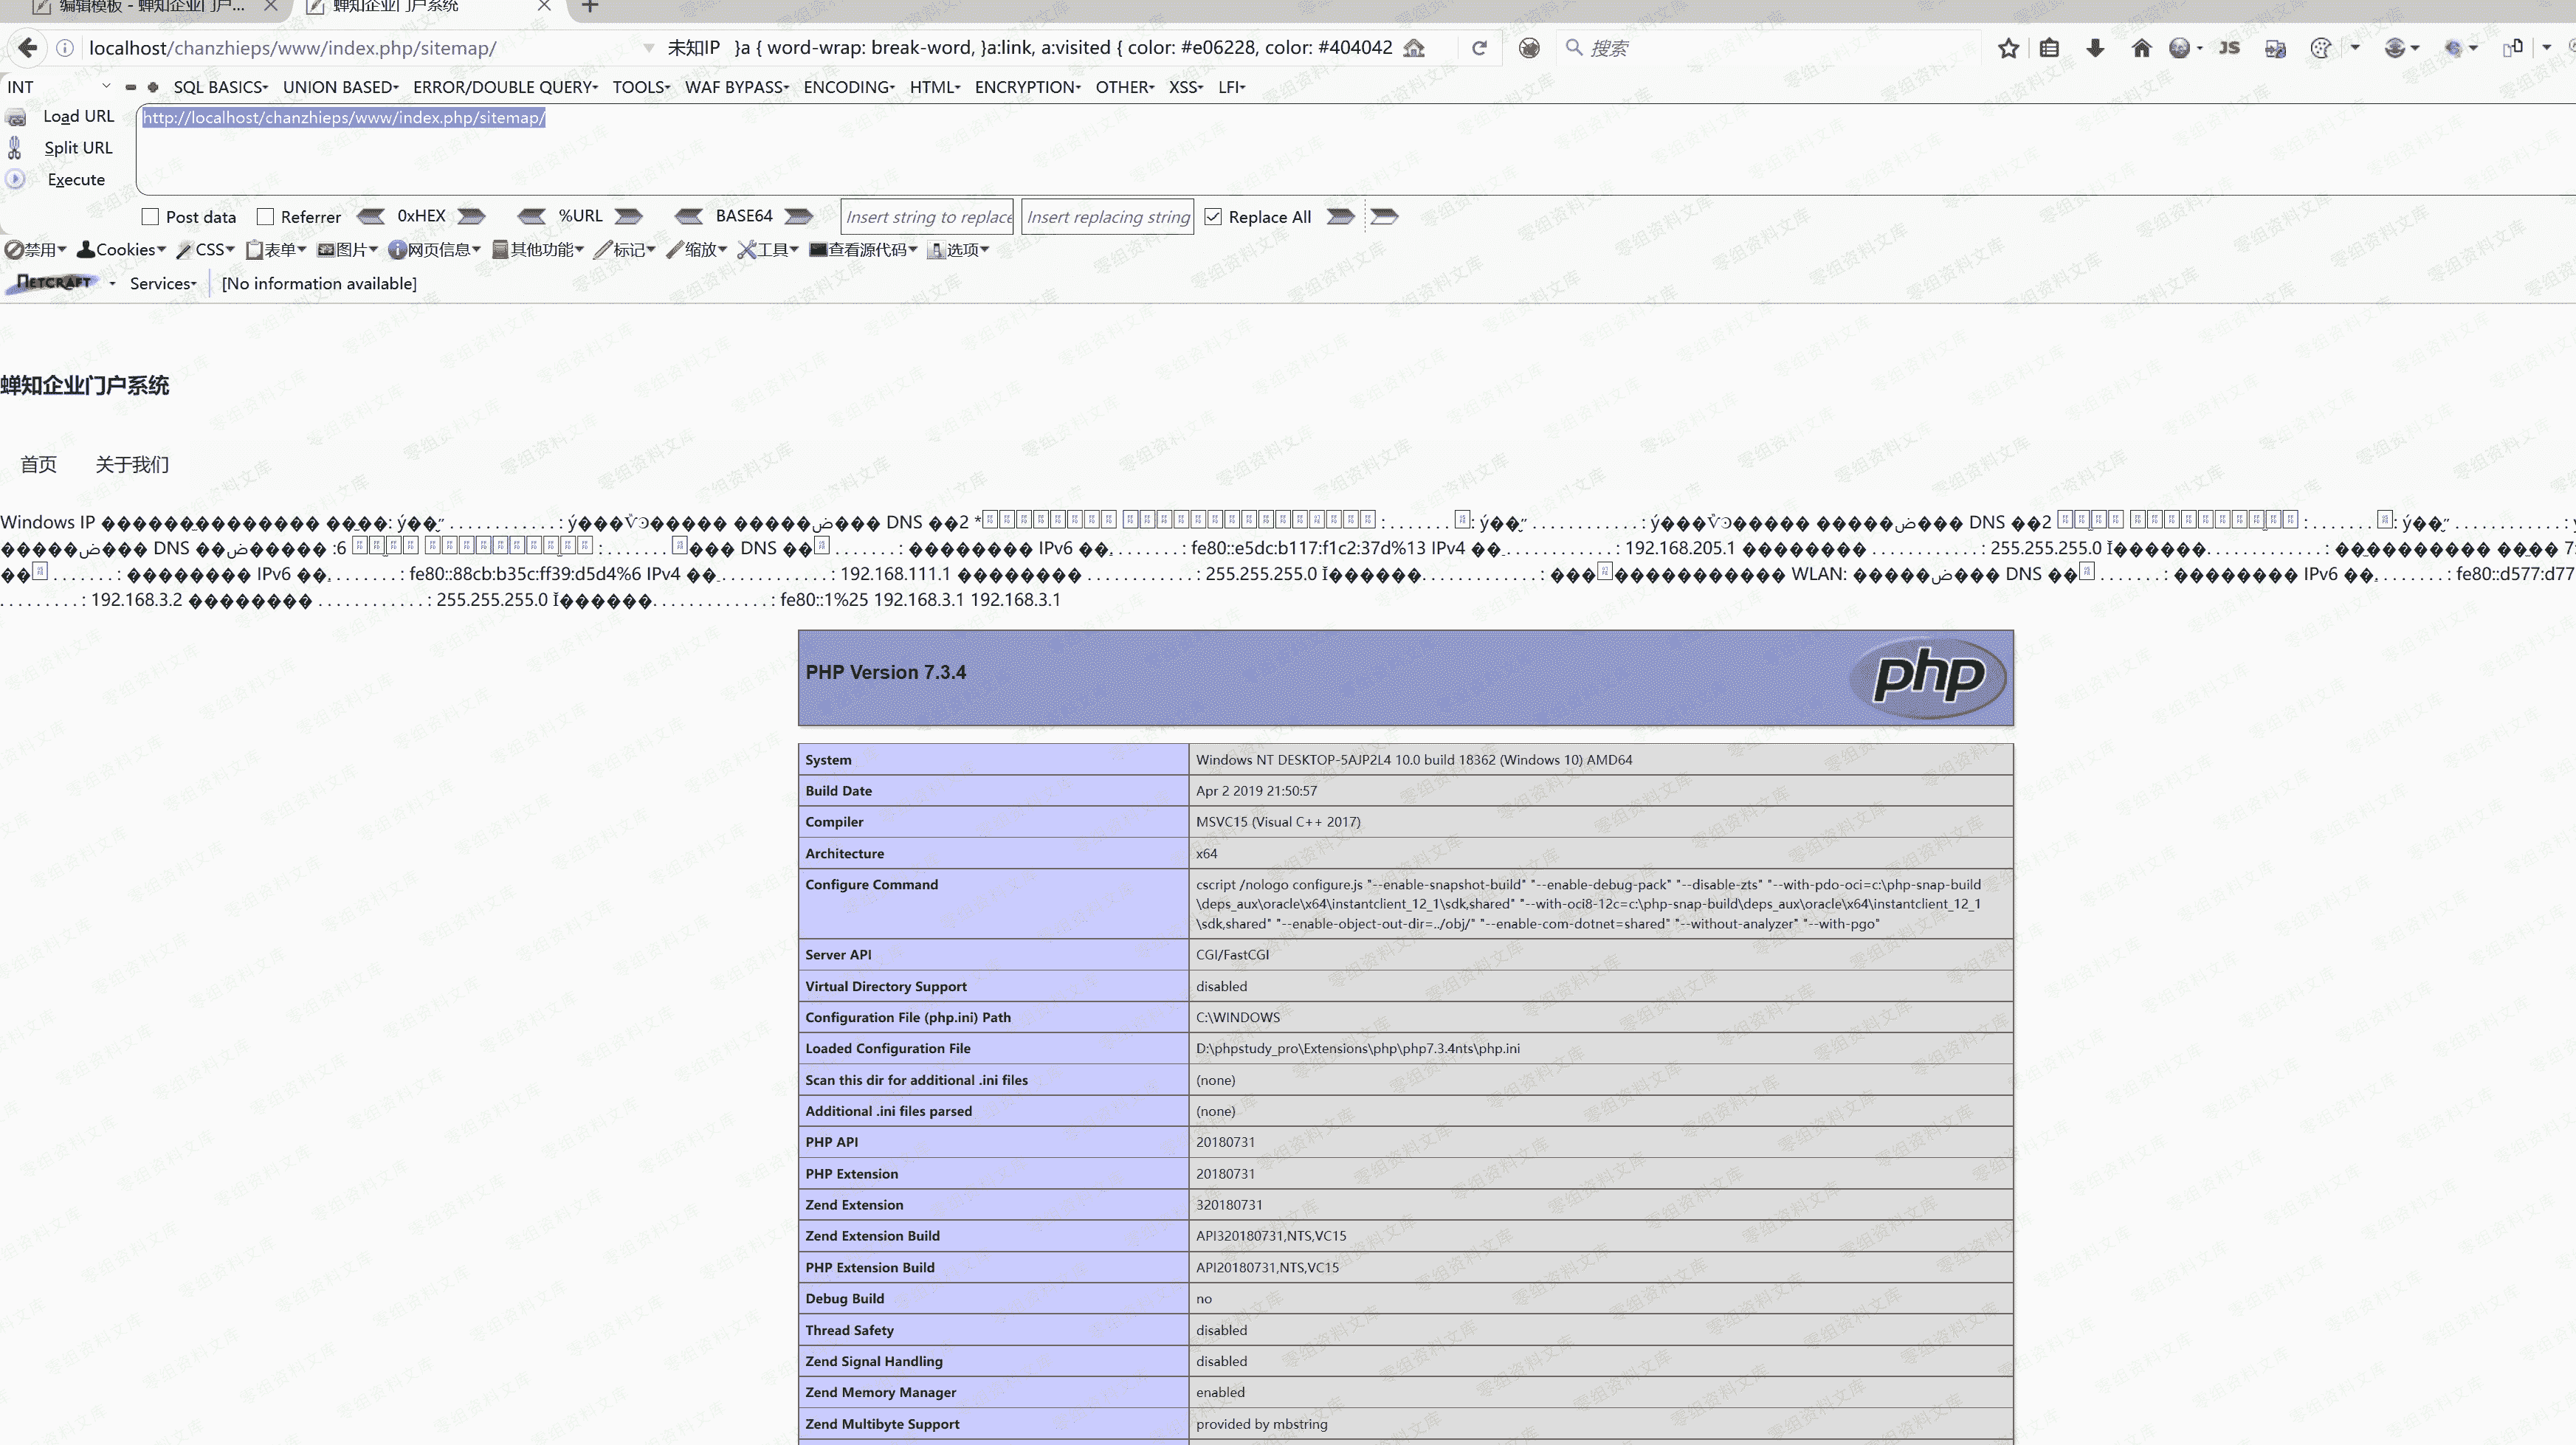 编辑模板 - 蝉知企业门户... 蝉知企业门户系统
localhost/chanzhieps/www/index.php/sitemap/ 未知IP }a { word-wrap: break-word, }a:link, a:visited { color: #e06228, color: #404042 搜索 JS
INT SQL BASICS UNION BASED ERROR/DOUBLE QUERY TOOLS WAF BYPASS ENCODING HTML ENCRYPTION OTHER XSS LFI
Load URL http://localhost/chanzhieps/www/index.php/sitemap/
Split URL
Execute
Post data Referrer 0xHEX %URL BASE64 Insert string to replace Insert replacing string Replace All
禁用 Cookies CSS 表单 图片 网页信息 其他功能 标记 缩放 工具 查看源代码 选项
NETCRAFT Services [No information available]
蝉知企业门户系统
首页 关于我们
Windows IP DNS DNS
DNS :6 DNS IPv6 . . . . . . . : fe80::e5dc:b117:f1c2:37d%13 IPv4 . . . . . . . . . . . . : 192.168.205.1 . . . . . . . . . . . . : 255.255.255.0
IPv6 . . . . . . . : fe80::88cb:b35c:ff39:d5d4%6 IPv4 . . . . . . . . . . . . : 192.168.111.1 . . . . . . . . . . . . : 255.255.255.0 WLAN: DNS IPv6 . . . . . . . : fe80::d577:d77
. . . . . . . . . : 192.168.3.2 . . . . . . . . . . . . : 255.255.255.0 . . . . . . . . . . . . . : fe80::1%25 192.168.3.1 192.168.3.1
PHP Version 7.3.4 php
System Windows NT DESKTOP-5AJP2L4 10.0 build 18362 (Windows 10) AMD64
Build Date Apr 2 2019 21:50:57
Compiler MSVC15 (Visual C++ 2017)
Architecture x64
Configure Command cscript /nologo configure.js "--enable-snapshot-build" "--enable-debug-pack" "--disable-zts" "--with-pdo-oci=c:\php-snap-build
\deps_aux\oracle\x64\instantclient_12_1\sdk,shared" "--with-oci8-12c=c:\php-snap-build\deps_aux\oracle\x64\instantclient_12_1
\sdk,shared" "--enable-object-out-dir=../obj/" "--enable-com-dotnet=shared" "--without-analyzer" "--with-pgo"
Server API CGI/FastCGI
Virtual Directory Support disabled
Configuration File (php.ini) Path C:\WINDOWS
Loaded Configuration File D:\phpstudy_pro\Extensions\php\php7.3.4nts\php.ini
Scan this dir for additional .ini files (none)
Additional .ini files parsed (none)
PHP API 20180731
PHP Extension 20180731
Zend Extension 320180731
Zend Extension Build API320180731,NTS,VC15
PHP Extension Build API20180731,NTS,VC15
Debug Build no
Thread Safety disabled
Zend Signal Handling disabled
Zend Memory Manager enabled
Zend Multibyte Support provided by mbstring
零组资料文库